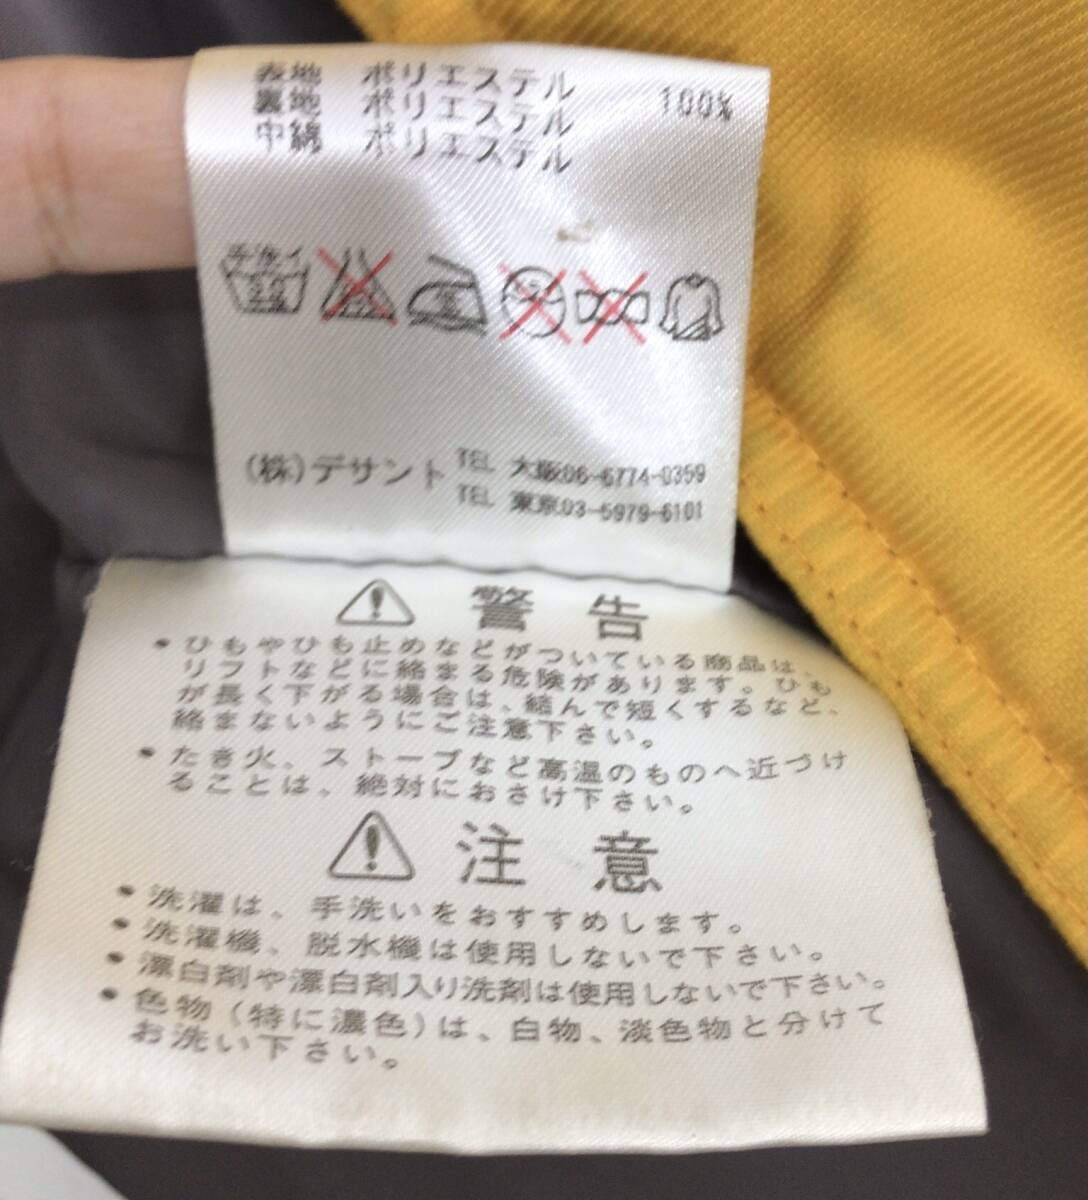 表地 ポリエステル 100%
裏地 ポリエステル
中綿 ポリエステル
手洗イ
30
(株)デサント TEL 大阪06-6774-0359
TEL 東京03-5979-6101
警告
・ひもやひも止めなどがついている商品は、
リフトなどに絡まる危険があります。ひも
が長く下がる場合は、結んで短くするなど、
絡まないようにご注意下さい。
・たき火、ストーブなど高温のものへ近づけ
ることは、絶対におさけ下さい。
注意
・洗濯は、手洗いをおすすめします。
・洗濯機、脱水機は使用しないで下さい。
・漂白剤や漂白剤入り洗剤は使用しないで下さい。
・色物(特に濃色)は、白物、淡色物と分けて
お洗い下さい。